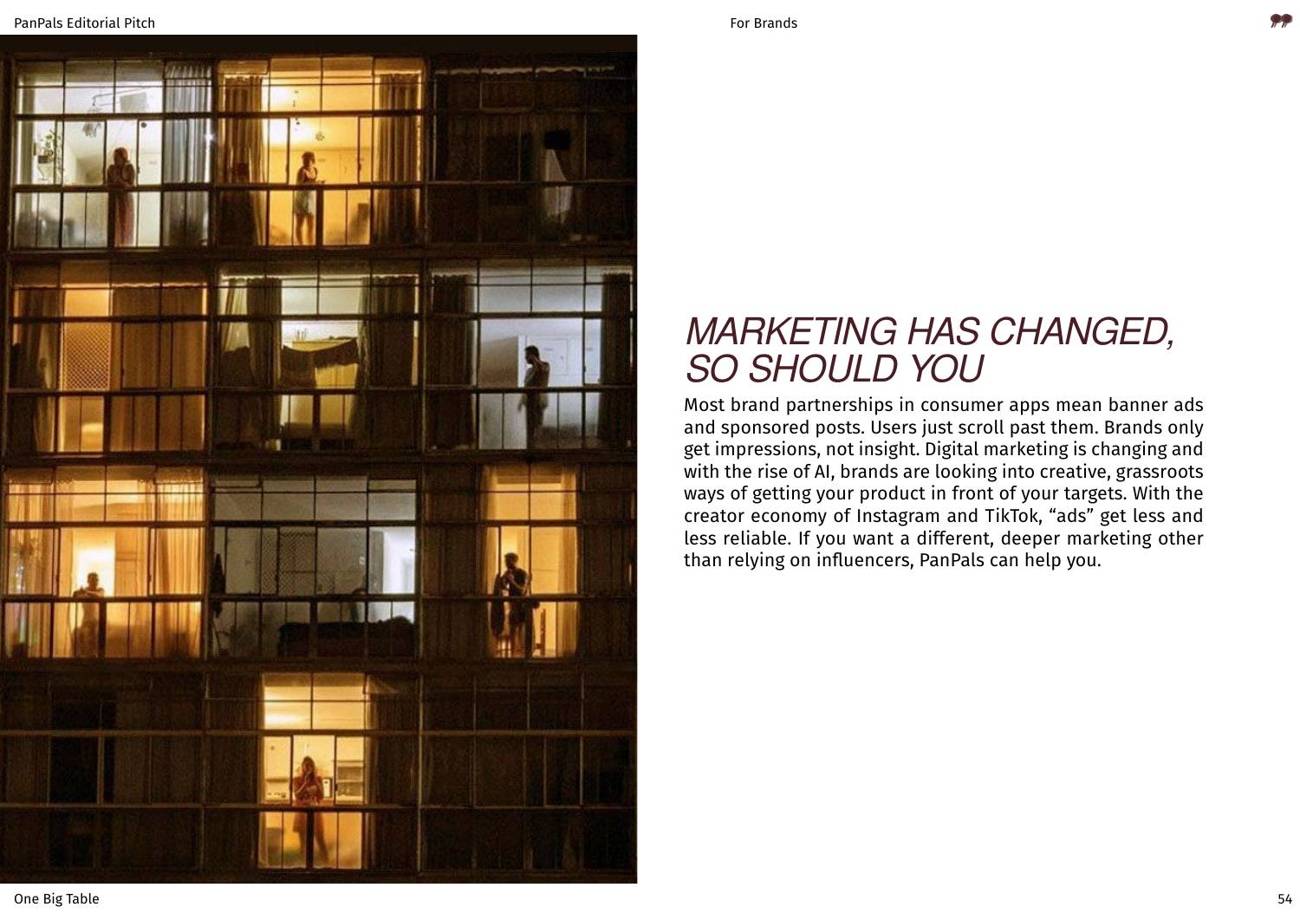 PanPals Editorial Pitch
For Brands
MARKETING HAS CHANGED,
SO SHOULD YOU
Most brand partnerships in consumer apps mean banner ads
and sponsored posts. Users just scroll past them. Brands only
get impressions, not insight. Digital marketing is changing and
with the rise of AI, brands are looking into creative, grassroots
ways of getting your product in front of your targets. With the
creator economy of Instagram and TikTok, “ads” get less and
less reliable. If you want a different, deeper marketing other
than relying on influencers, PanPals can help you.
One Big Table
54